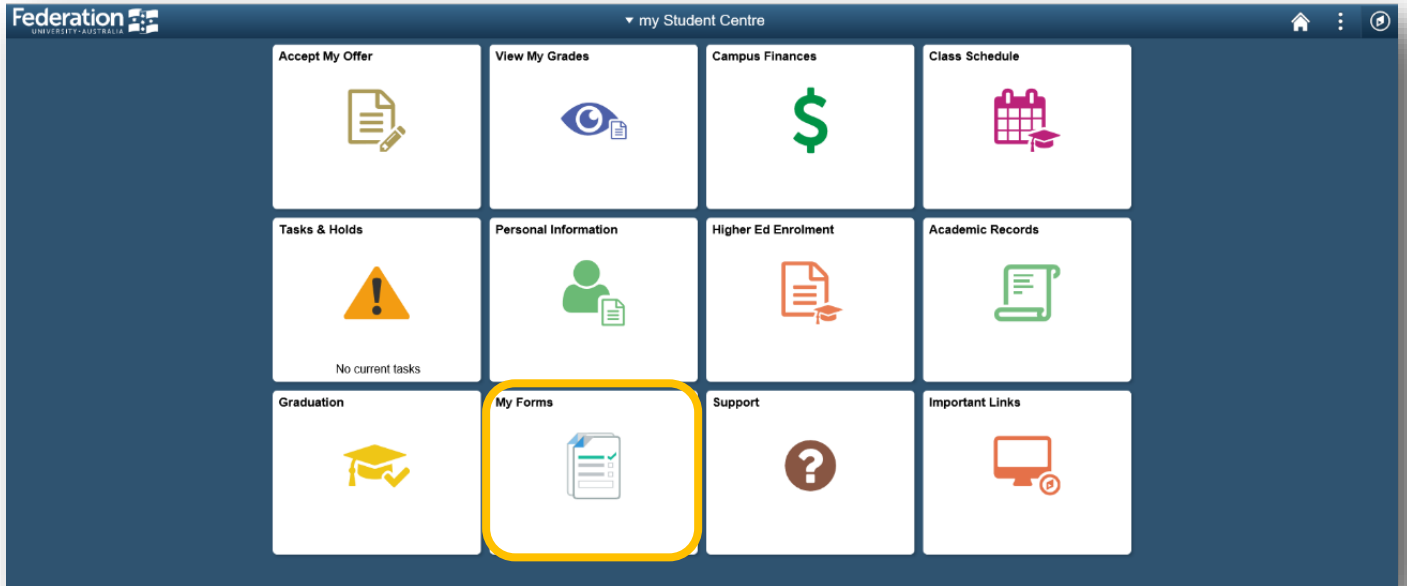 Federation
UNIVERSITY•AUSTRALIA
my Student Centre
Accept My Offer
View My Grades
Campus Finances
Class Schedule
Tasks & Holds
No current tasks
Personal Information
Higher Ed Enrolment
Academic Records
Graduation
My Forms
Support
Important Links